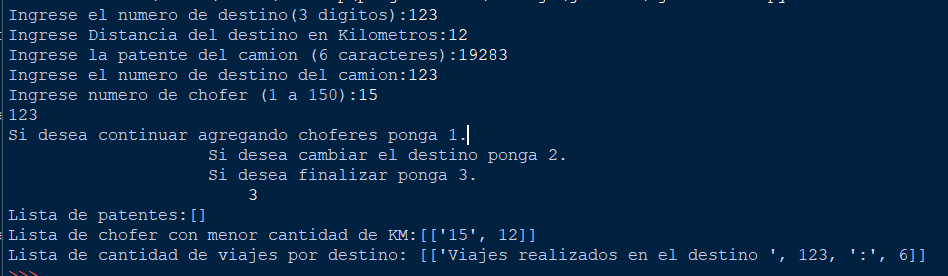 Ingrese el numero de destino(3 digitos):123
Ingrese Distancia del destino en Kilometros:12
Ingrese la patente del camion (6 caracteres):19283
Ingrese el numero de destino del camion:123
Ingrese numero de chofer (1 a 150):15
123
Si desea continuar agregando choferes ponga 1.
Si desea cambiar el destino ponga 2.
Si desea finalizar ponga 3.
3
Lista de patentes:[]
Lista de chofer con menor cantidad de KM:[['15', 12]]
Lista de cantidad de viajes por destino: [['Viajes realizados en el destino ', 123, ':', 6]]
>>>